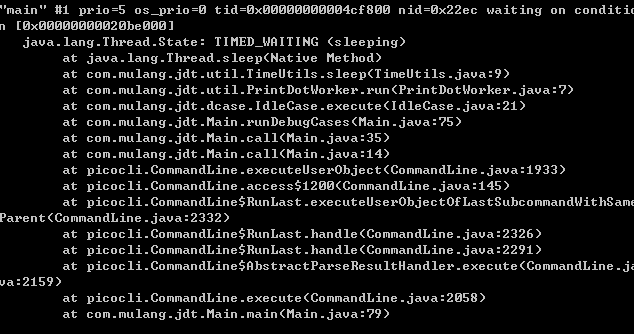 "main" #1 prio=5 os_prio=0 tid=0x00000000004cf800 nid=0x22ec waiting on conditio
n [0x00000000020be000]
java.lang.Thread.State: TIMED_WAITING (sleeping)
at java.lang.Thread.sleep(Native Method)
at com.mulang.jdt.util.TimeUtils.sleep(TimeUtils.java:9)
at com.mulang.jdt.util.PrintDotWorker.run(PrintDotWorker.java:7)
at com.mulang.jdt.dcase.IdleCase.execute(IdleCase.java:21)
at com.mulang.jdt.Main.runDebugCases(Main.java:75)
at com.mulang.jdt.Main.call(Main.java:35)
at com.mulang.jdt.Main.call(Main.java:14)
at picocli.CommandLine.executeUserObject(CommandLine.java:1933)
at picocli.CommandLine.access$1200(CommandLine.java:145)
at picocli.CommandLine$RunLast.executeUserObjectOfLastSubcommandWithSame
Parent(CommandLine.java:2332)
at picocli.CommandLine$RunLast.handle(CommandLine.java:2326)
at picocli.CommandLine$RunLast.handle(CommandLine.java:2291)
at picocli.CommandLine$AbstractParseResultHandler.execute(CommandLine.ja
va:2159)
at picocli.CommandLine.execute(CommandLine.java:2058)
at com.mulang.jdt.Main.main(Main.java:79)